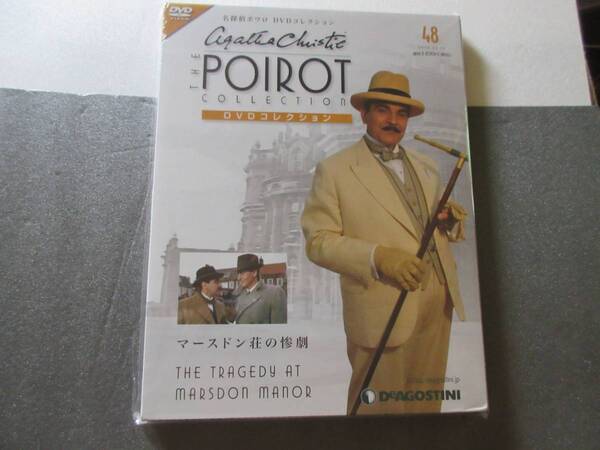 DVD
VIDEO
名探偵ポワロ DVDコレクション
48
Agatha Christie
THE
POIROT
COLLECTION
DVDコレクション
マースドン荘の惨劇
THE TRAGEDY AT
MARSDON MANOR
DeAGOSTINI